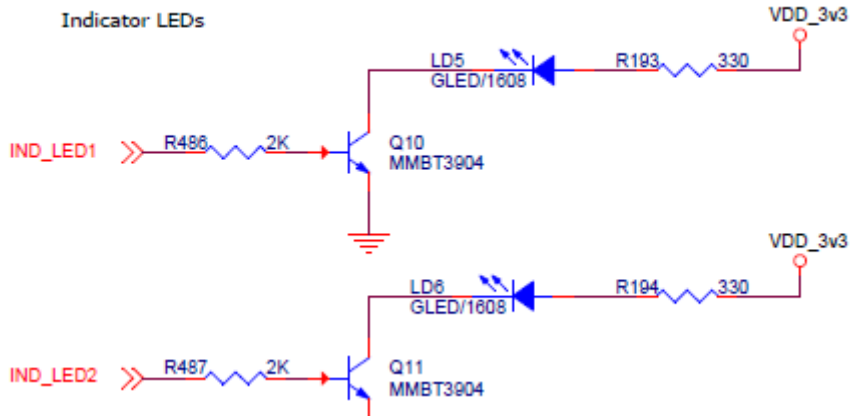 Indicator LEDs
VDD_3v3
LD5
GLED/1608
R193 330
IND_LED1 R486 2K
Q10
MMBT3904
VDD_3v3
LD6
GLED/1608
R194 330
IND_LED2 R487 2K
Q11
MMBT3904